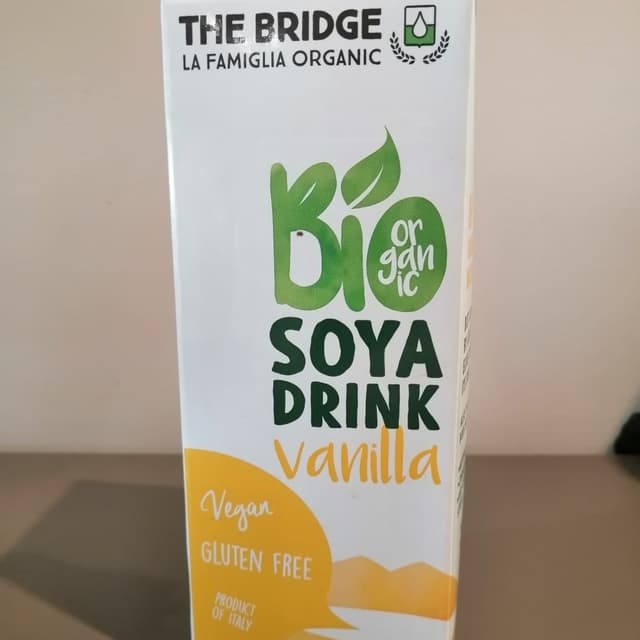 THE BRIDGE
LA FAMIGLIA ORGANIC
Bio
or
gan
ic
SOYA
DRINK
vanilla
Vegan
GLUTEN FREE
PRODUCT
OF ITALY